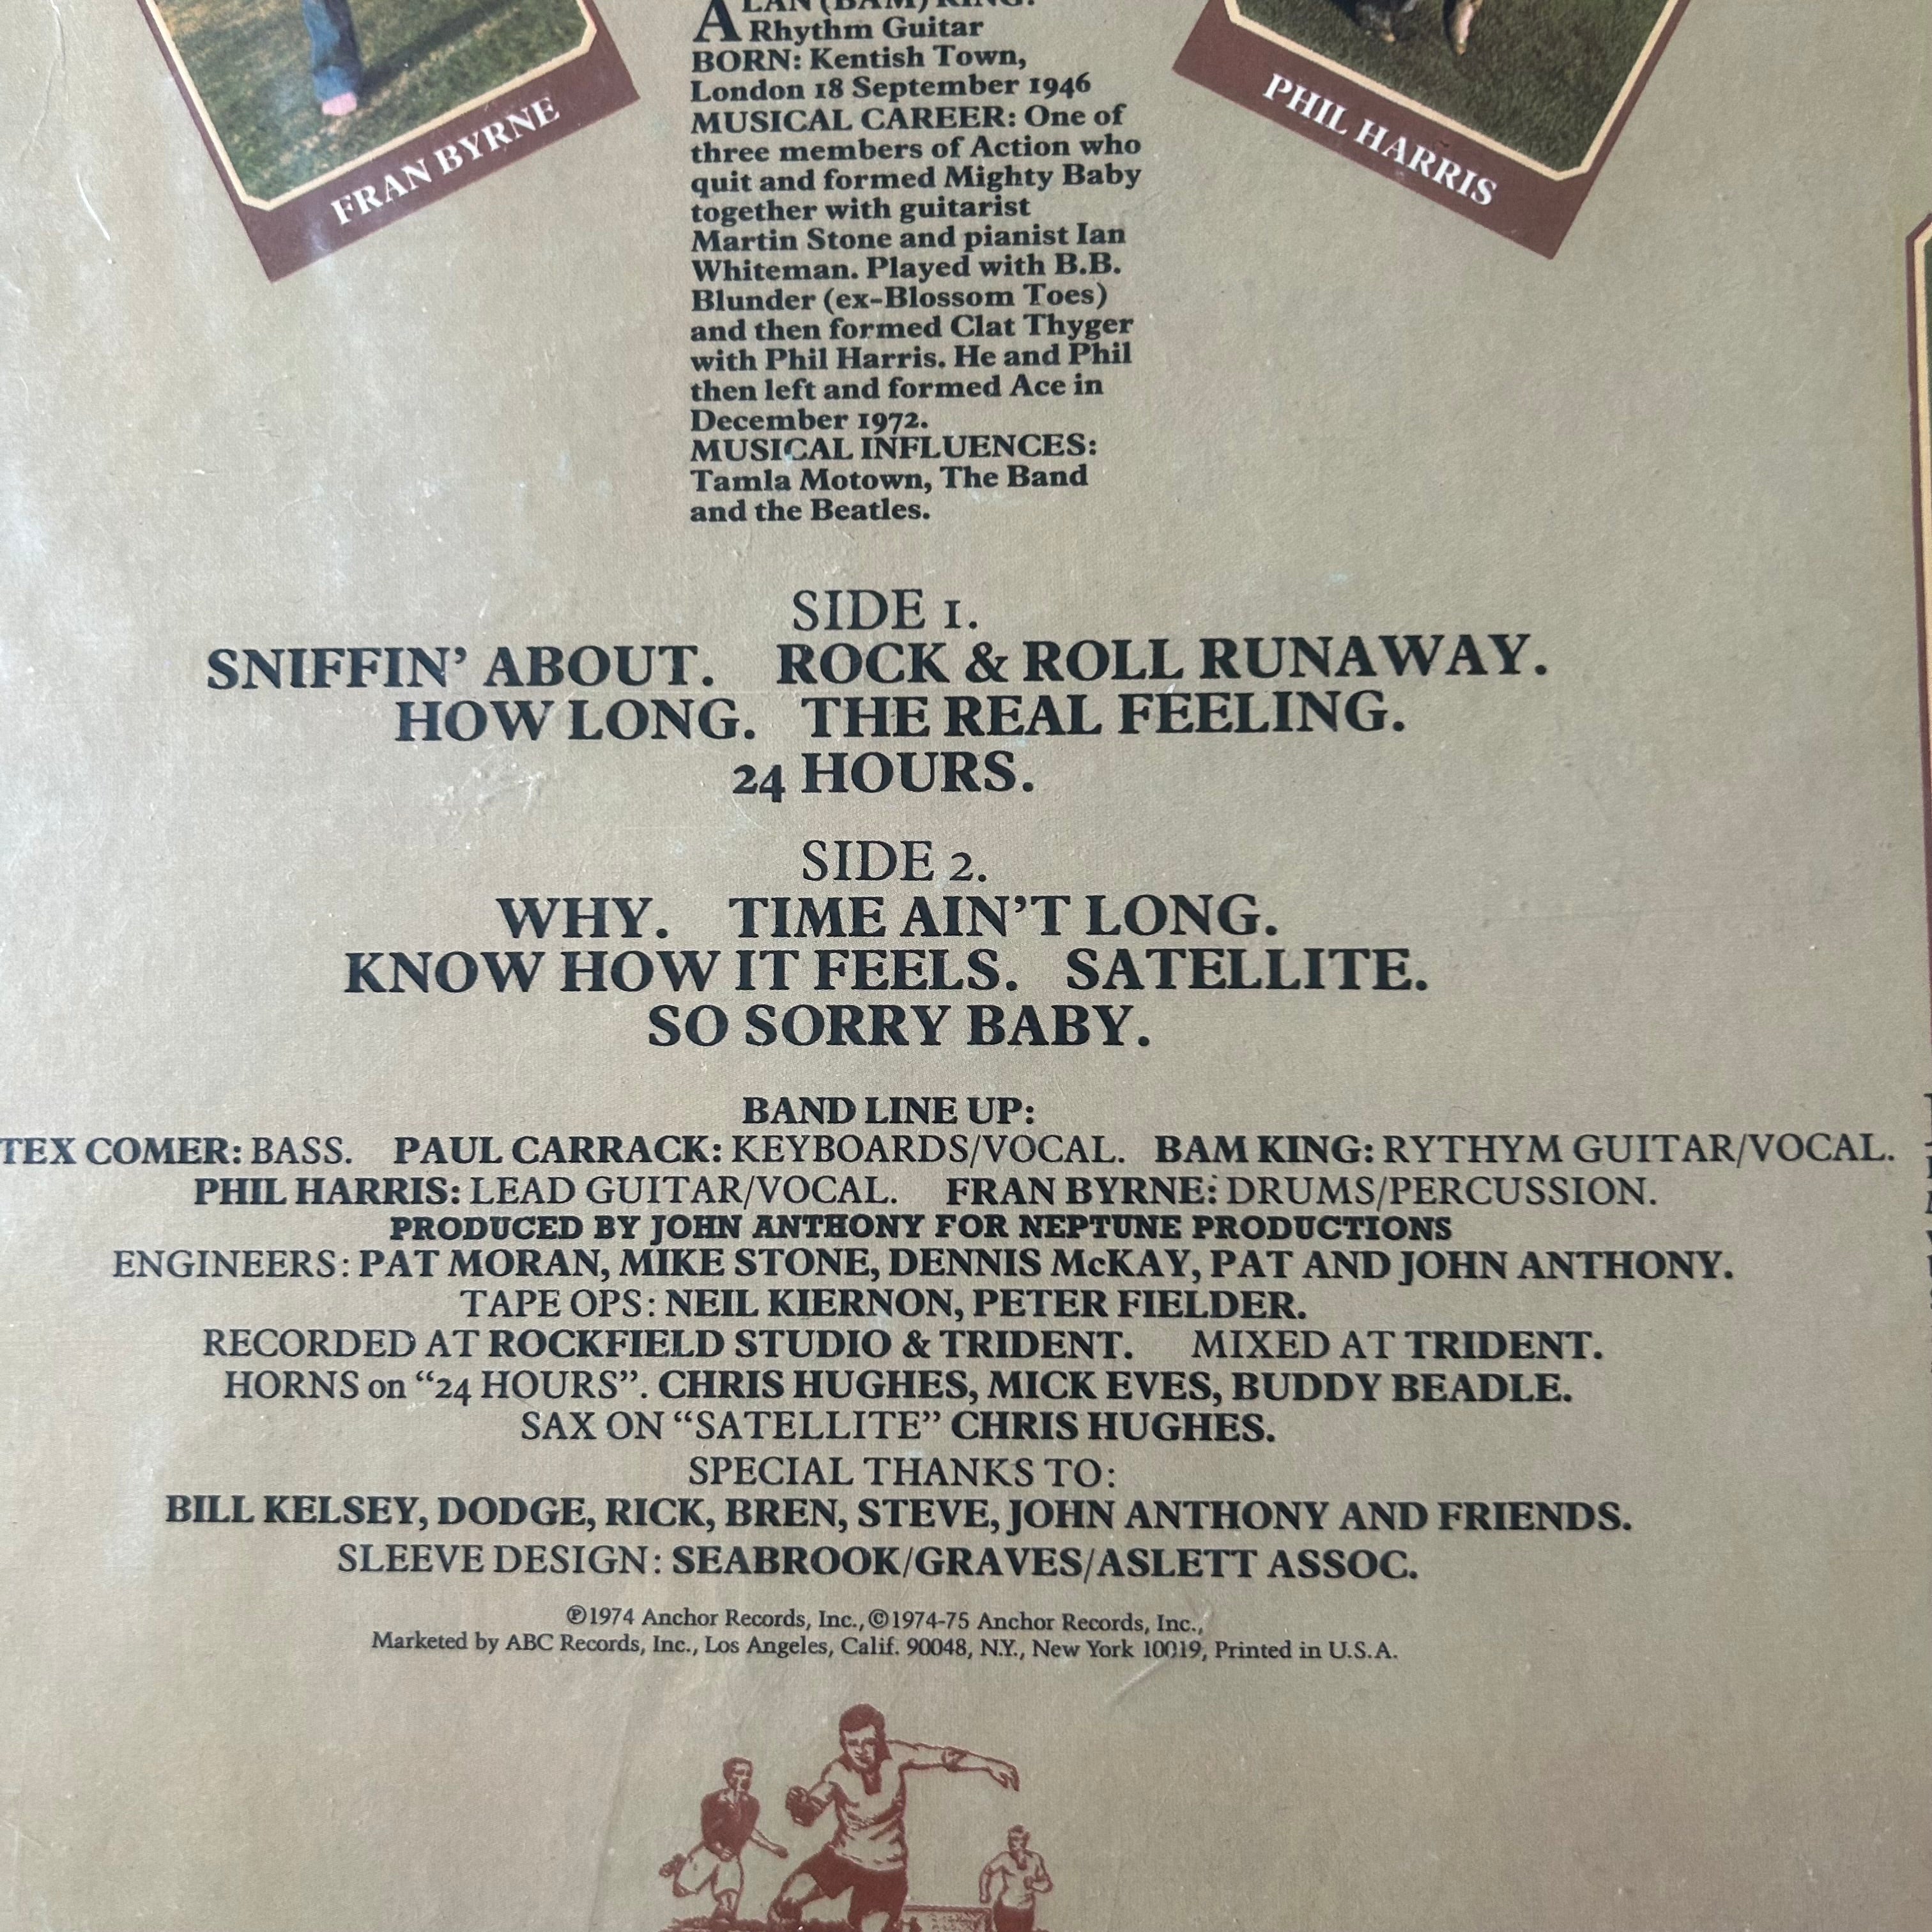 ALAN (BAM) KING:
Rhythm Guitar
BORN: Kentish Town,
London 18 September 1946
MUSICAL CAREER: One of
three members of Action who
quit and formed Mighty Baby
together with guitarist
Martin Stone and pianist Ian
Whiteman. Played with B.B.
Blunder (ex-Blossom Toes)
and then formed Clat Thyger
with Phil Harris. He and Phil
then left and formed Ace in
December 1972.
MUSICAL INFLUENCES:
Tamla Motown, The Band
and the Beatles.
FRAN BYRNE
PHIL HARRIS
SIDE 1.
SNIFFIN’ ABOUT. ROCK & ROLL RUNAWAY.
HOW LONG. THE REAL FEELING.
24 HOURS.
SIDE 2.
WHY. TIME AIN’T LONG.
KNOW HOW IT FEELS. SATELLITE.
SO SORRY BABY.
BAND LINE UP:
TEX COMER: BASS. PAUL CARRACK: KEYBOARDS/VOCAL. BAM KING: RYTHYM GUITAR/VOCAL.
PHIL HARRIS: LEAD GUITAR/VOCAL. FRAN BYRNE: DRUMS/PERCUSSION.
PRODUCED BY JOHN ANTHONY FOR NEPTUNE PRODUCTIONS
ENGINEERS: PAT MORAN, MIKE STONE, DENNIS McKAY, PAT AND JOHN ANTHONY.
TAPE OPS: NEIL KIERNON, PETER FIELDER.
RECORDED AT ROCKFIELD STUDIO & TRIDENT. MIXED AT TRIDENT.
HORNS on “24 HOURS”. CHRIS HUGHES, MICK EVES, BUDDY BEADLE.
SAX ON “SATELLITE” CHRIS HUGHES.
SPECIAL THANKS TO:
BILL KELSEY, DODGE, RICK, BREN, STEVE, JOHN ANTHONY AND FRIENDS.
SLEEVE DESIGN: SEABROOK/GRAVES/ASLETT ASSOC.
℗1974 Anchor Records, Inc., ©1974-75 Anchor Records, Inc.,
Marketed by ABC Records, Inc., Los Angeles, Calif. 90048, N.Y., New York 10019, Printed in U.S.A.